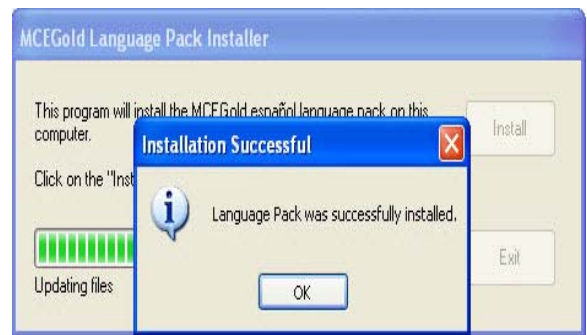 MCEGold Language Pack Installer
This program will install the MCEGold español language pack on this
computer.
Install
Click on the "Inst
Installation Successful
Language Pack was successfully installed.
OK
Updating files
Exit